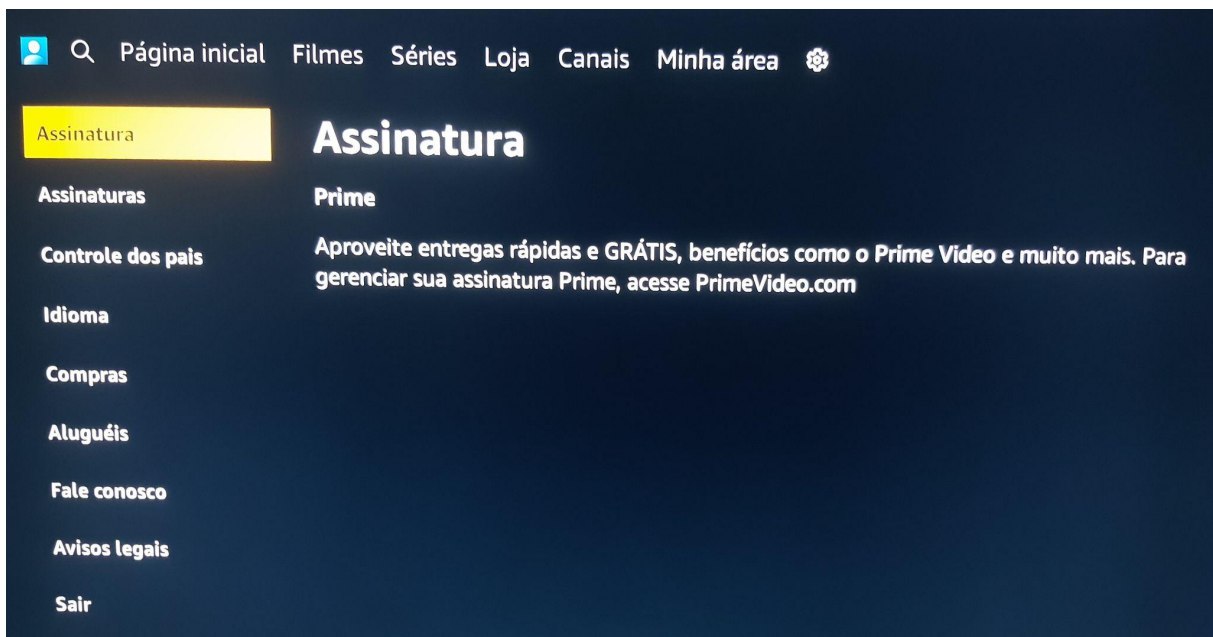 Página inicial Filmes Séries Loja Canais Minha área
Assinatura
Assinaturas
Controle dos pais
Idioma
Compras
Aluguéis
Fale conosco
Avisos legais
Sair
Assinatura
Prime
Aproveite entregas rápidas e GRÁTIS, benefícios como o Prime Video e muito mais. Para
gerenciar sua assinatura Prime, acesse PrimeVideo.com